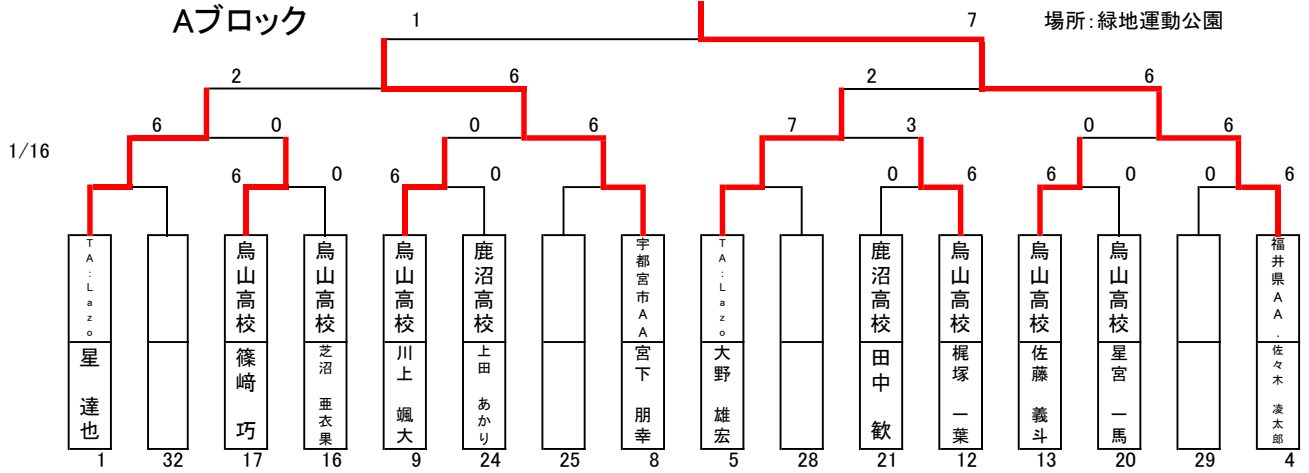 Aブロック
1
7
場所:緑地運動公園
2
6
2
6
6
0
0
6
7
3
0
6
1/16
6
0
6
0
0
6
6
0
0
6
TA:Lazo
烏山高校
烏山高校
烏山高校
鹿沼高校
宇都宮市AA
TA:Lazo
鹿沼高校
烏山高校
烏山高校
烏山高校
福井県AA.
星 達也
篠﨑 巧
芝沼 亜衣果
川上 颯大
上田 あかり
宮下 朋幸
大野 雄宏
田中 歓
梶塚 一葉
佐藤 義斗
星宮 一馬
佐々木 凌太郎
1
32
17
16
9
24
25
8
5
28
21
12
13
20
29
4